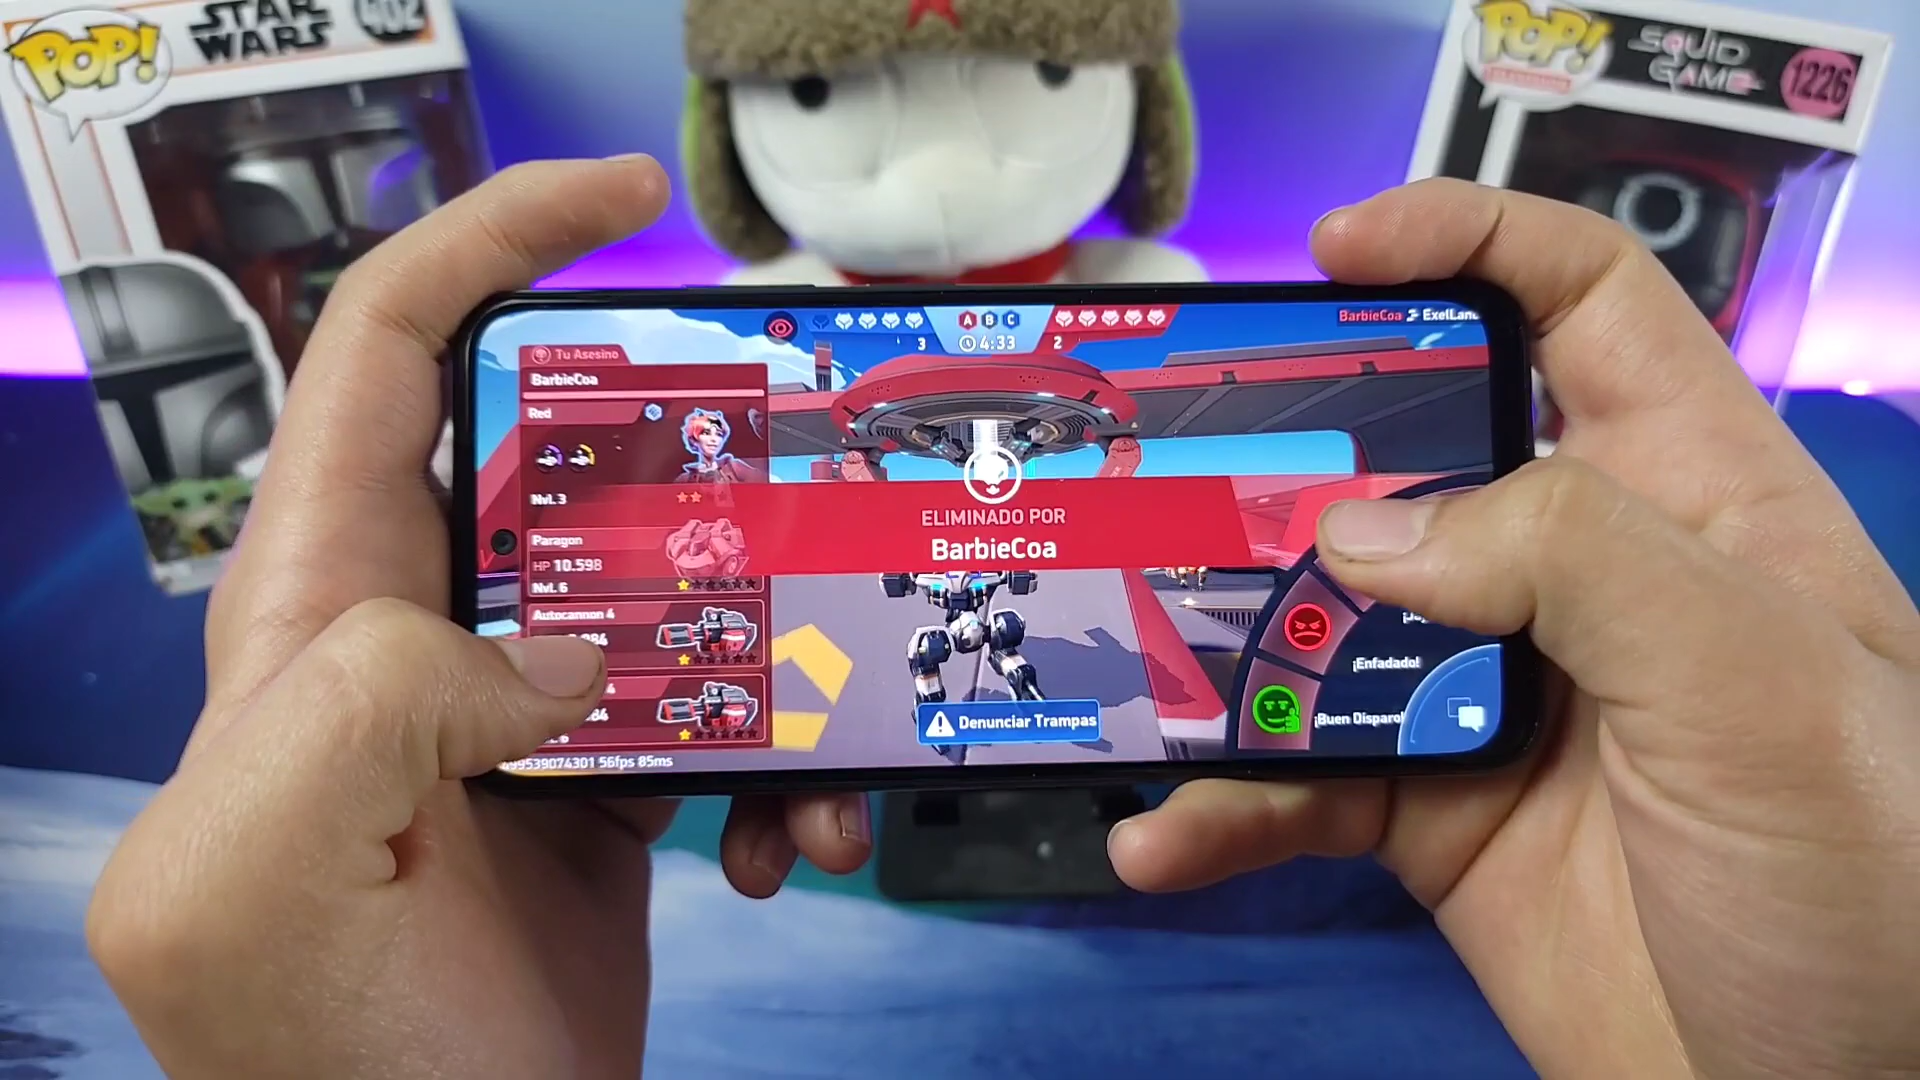 POP!
STAR
WARS
402
POP!
SQUID
GAME
1226
A B C
3
4:33
2
BarbieCoa
Tu Asesino
BarbieCoa
Red
Nvl. 3
Paragon
HP 10.598
Nvl. 6
Autocannon 4
ELIMINADO POR
BarbieCoa
¡Enfadado!
¡Buen Disparo!
Denunciar Trampas
499539074301 56fps 85ms